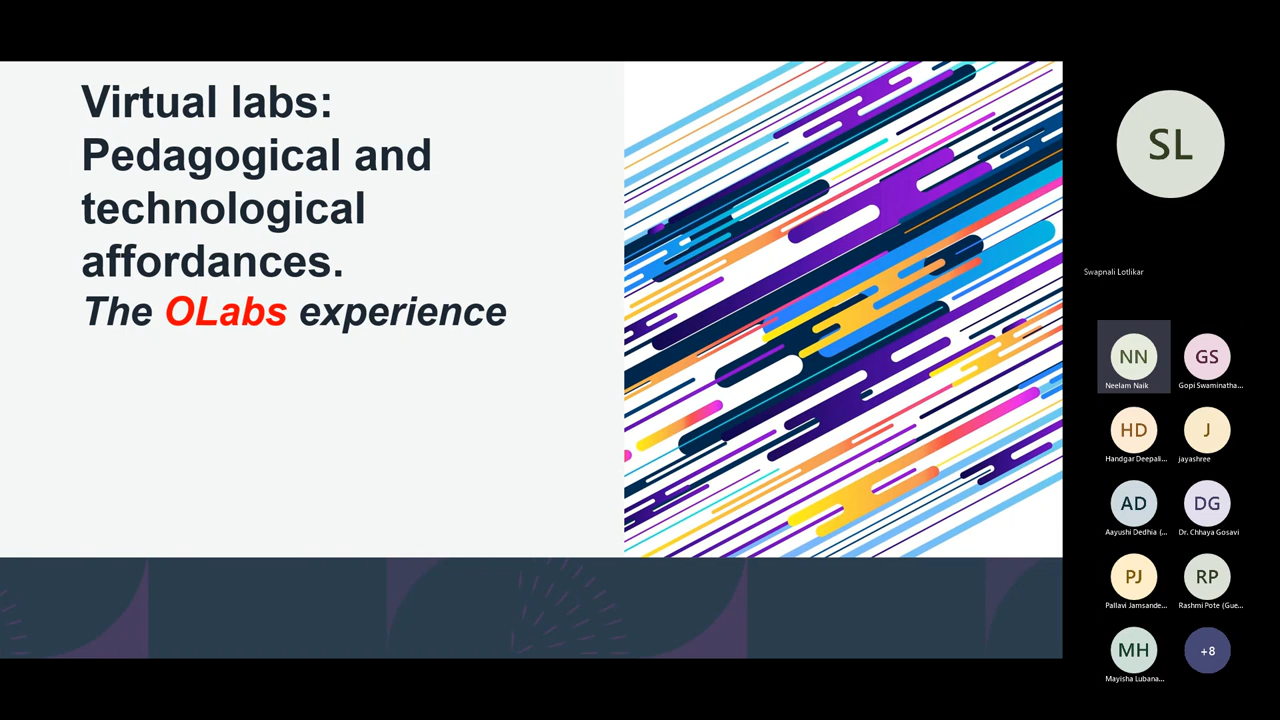 Virtual labs:
Pedagogical and
technological
affordances.
The OLabs experience
SL
Swapnali Lotlikar
NN
Neelam Naik
GS
Gopi Swaminatha...
HD
Handgar Deepali...
J
jayashree
AD
Aayushi Dedhia (...
DG
Dr. Chhaya Gosavi
PJ
Pallavi Jamsande...
RP
Rashmi Pote (Gue...
MH
Mayisha Lubana...
+8